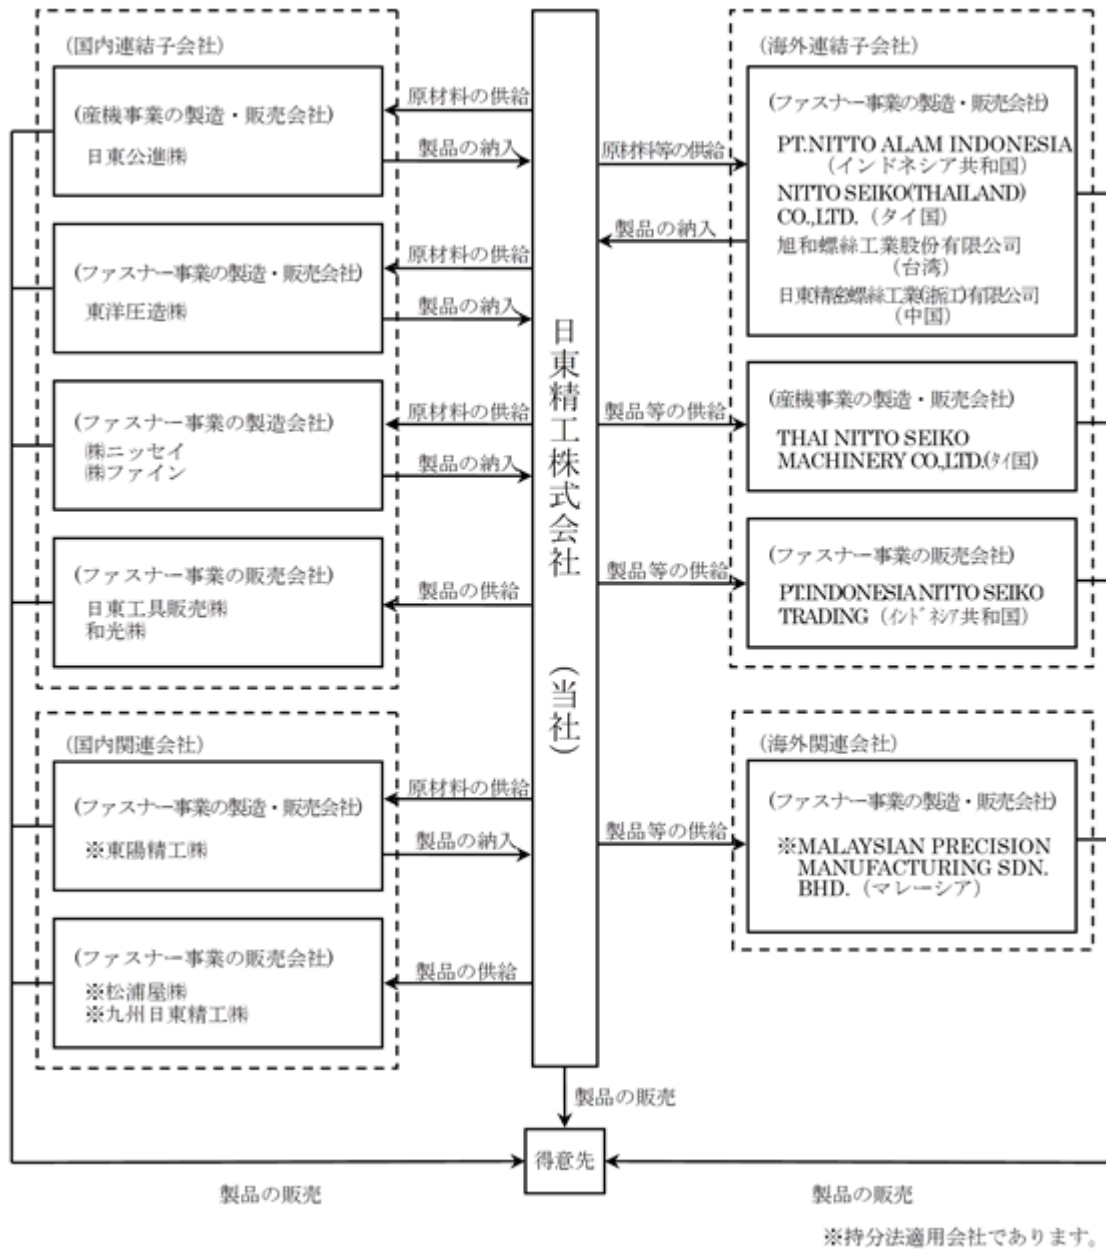 (国内連結子会社)
(産機事業の製造・販売会社)
日東公進㈱
原材料の供給
製品の納入
(ファスナー事業の製造・販売会社)
東洋圧造㈱
原材料の供給
製品の納入
(ファスナー事業の製造会社)
㈱ニッセイ
㈱ファイン
原材料の供給
製品の納入
(ファスナー事業の販売会社)
日東工具販売㈱
和光㈱
製品の供給
(国内関連会社)
(ファスナー事業の製造・販売会社)
※東陽精工㈱
原材料の供給
製品の納入
(ファスナー事業の販売会社)
※松浦屋㈱
※九州日東精工㈱
製品の供給
日東精工株式会社 (当社)
(海外連結子会社)
原材料等の供給
製品の納入
(ファスナー事業の製造・販売会社)
PT.NITTO ALAM INDONESIA
(インドネシア共和国)
NITTO SEIKO(THAILAND)
CO.,LTD. (タイ国)
旭和螺絲工業股份有限公司
(台湾)
日東精密螺絲工業(浙江)有限公司
(中国)
製品等の供給
(産機事業の製造・販売会社)
THAI NITTO SEIKO
MACHINERY CO.,LTD.(タイ国)
製品等の供給
(ファスナー事業の販売会社)
PT.INDONESIA NITTO SEIKO
TRADING (インドネシア共和国)
(海外関連会社)
製品等の供給
(ファスナー事業の製造・販売会社)
※MALAYSIAN PRECISION
MANUFACTURING SDN.
BHD. (マレーシア)
製品の販売
得意先
製品の販売
製品の販売
※持分法適用会社であります。